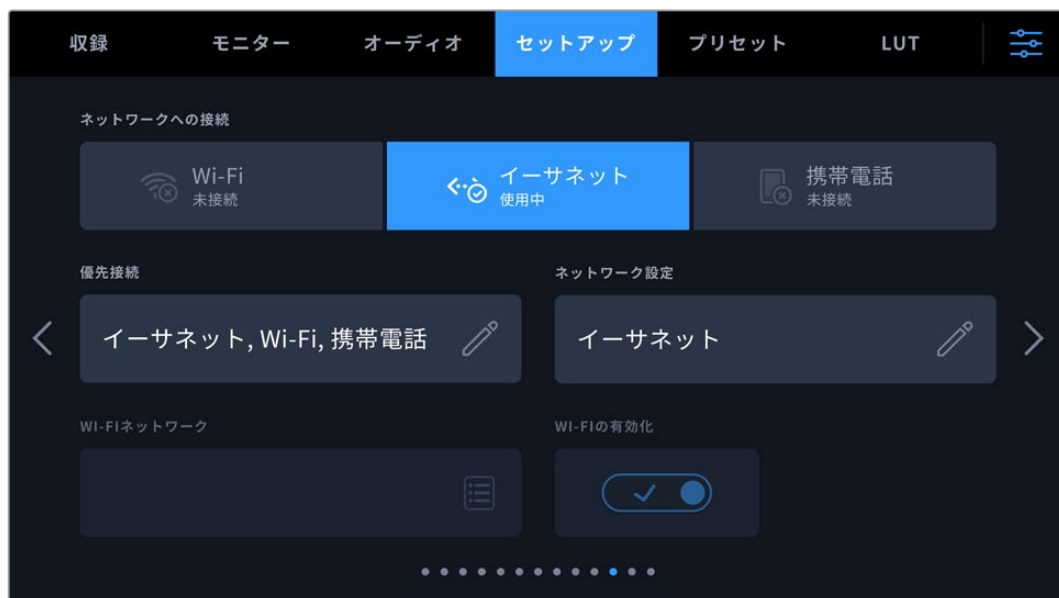 収録 モニター オーディオ セットアップ プリセット LUT
ネットワークへの接続
Wi-Fi
未接続
イーサネット
使用中
携帯電話
未接続
優先接続 ネットワーク設定
イーサネット, Wi-Fi, 携帯電話 イーサネット
WI-FIネットワーク WI-FIの有効化